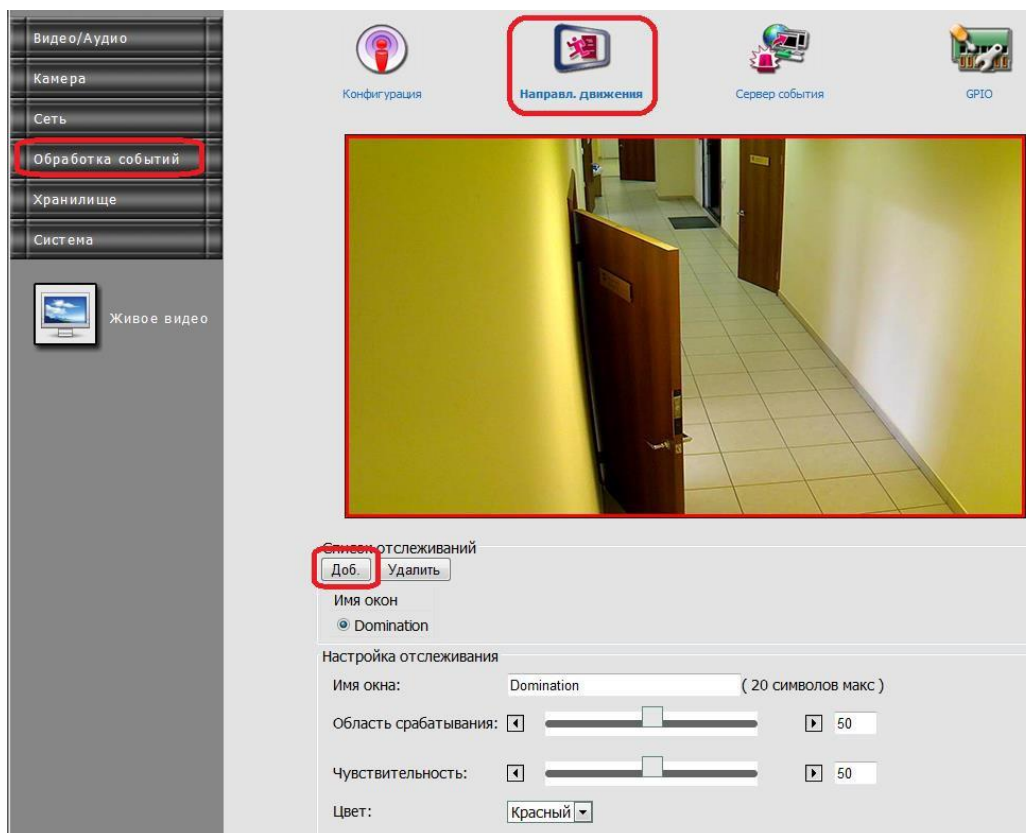 Видео/Аудио
Камера
Сеть
Обработка событий
Хранилище
Система
Живое видео
Конфигурация
Направл. движения
Сервер события
GPIO
Список отслеживаний
Доб.
Удалить
Имя окон
Domination
Настройка отслеживания
Имя окна: Domination ( 20 символов макс )
Область срабатывания: 50
Чувствительность: 50
Цвет: Красный